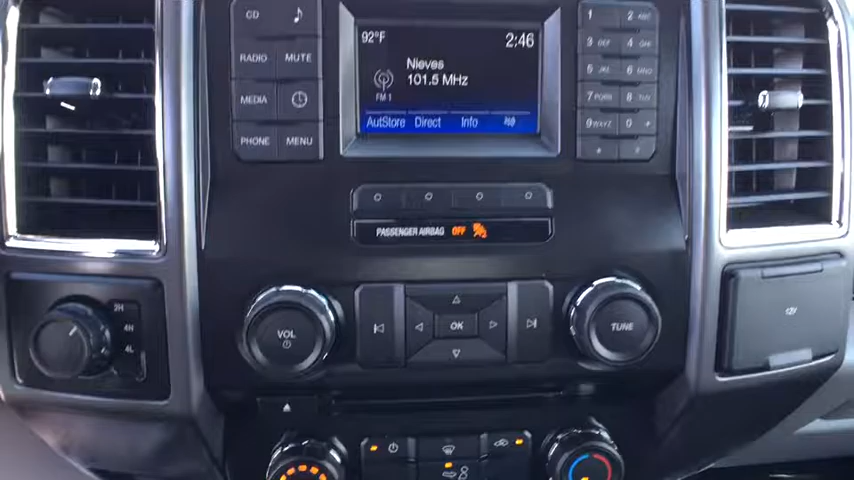 CD
RADIO MUTE
MEDIA
PHONE MENU
92°F 2:46
Nieves
101.5 MHz
FM 1
AutStore Direct Info
1 2 ABC
3 DEF 4 GHI
5 JKL 6 MNO
7 PQRS 8 TUV
9 WXYZ 0 +
* #
PASSENGER AIRBAG OFF
2H
4H
4L
VOL
OK
TUNE